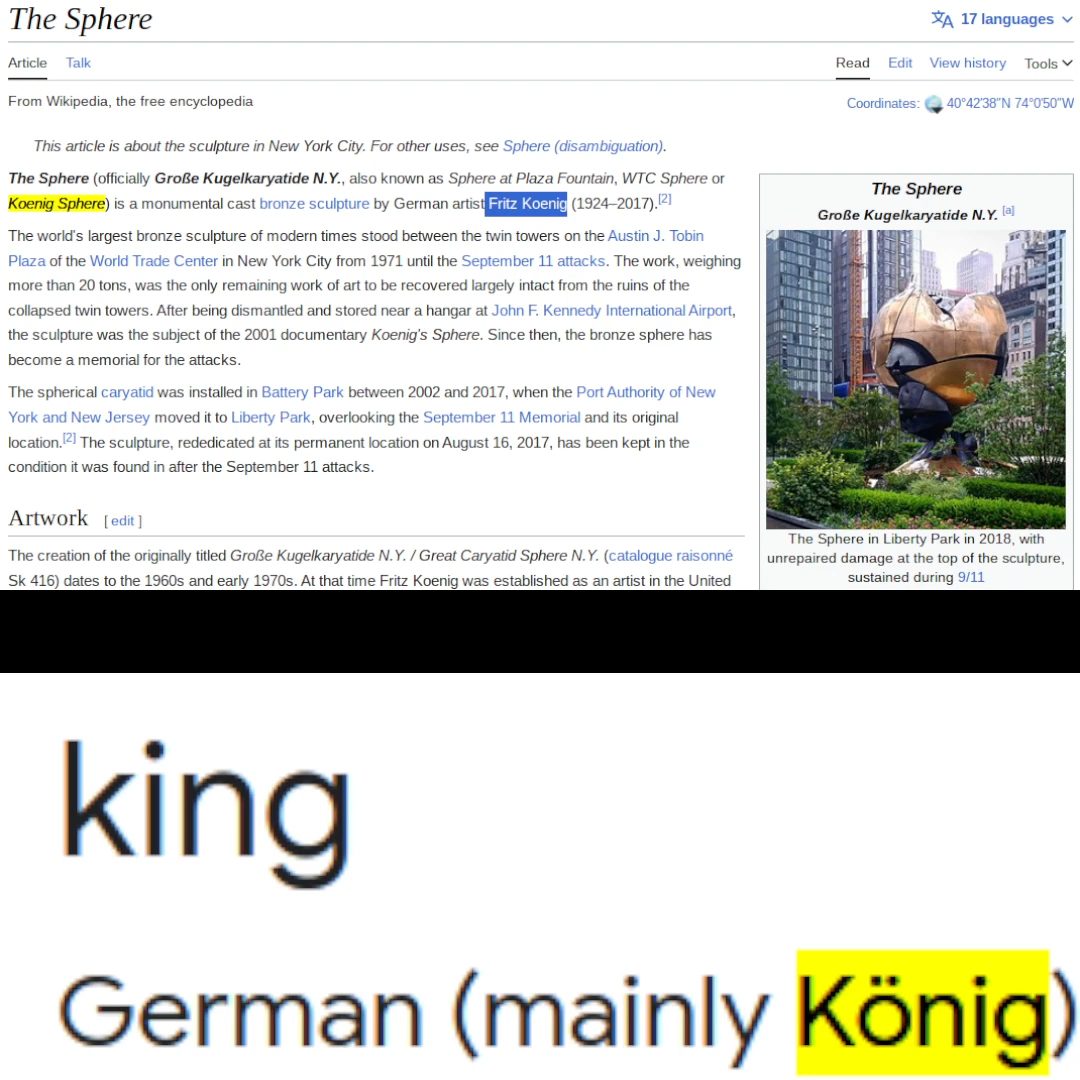 The Sphere
17 languages
Article Talk Read Edit View history Tools
From Wikipedia, the free encyclopedia
Coordinates: 40°42′38″N 74°0′50″W
This article is about the sculpture in New York City. For other uses, see Sphere (disambiguation).
The Sphere (officially Große Kugelkaryatide N.Y., also known as Sphere at Plaza Fountain, WTC Sphere or
Koenig Sphere) is a monumental cast bronze sculpture by German artist Fritz Koenig (1924–2017).[2]
The world's largest bronze sculpture of modern times stood between the twin towers on the Austin J. Tobin
Plaza of the World Trade Center in New York City from 1971 until the September 11 attacks. The work, weighing
more than 20 tons, was the only remaining work of art to be recovered largely intact from the ruins of the
collapsed twin towers. After being dismantled and stored near a hangar at John F. Kennedy International Airport,
the sculpture was the subject of the 2001 documentary Koenig's Sphere. Since then, the bronze sphere has
become a memorial for the attacks.
The spherical caryatid was installed in Battery Park between 2002 and 2017, when the Port Authority of New
York and New Jersey moved it to Liberty Park, overlooking the September 11 Memorial and its original
location.[2] The sculpture, rededicated at its permanent location on August 16, 2017, has been kept in the
condition it was found in after the September 11 attacks.
Artwork [ edit ]
The creation of the originally titled Große Kugelkaryatide N.Y. / Great Caryatid Sphere N.Y. (catalogue raisonné
Sk 416) dates to the 1960s and early 1970s. At that time Fritz Koenig was established as an artist in the United
The Sphere
Große Kugelkaryatide N.Y. [a]
The Sphere in Liberty Park in 2018, with
unrepaired damage at the top of the sculpture,
sustained during 9/11
king
German (mainly König)